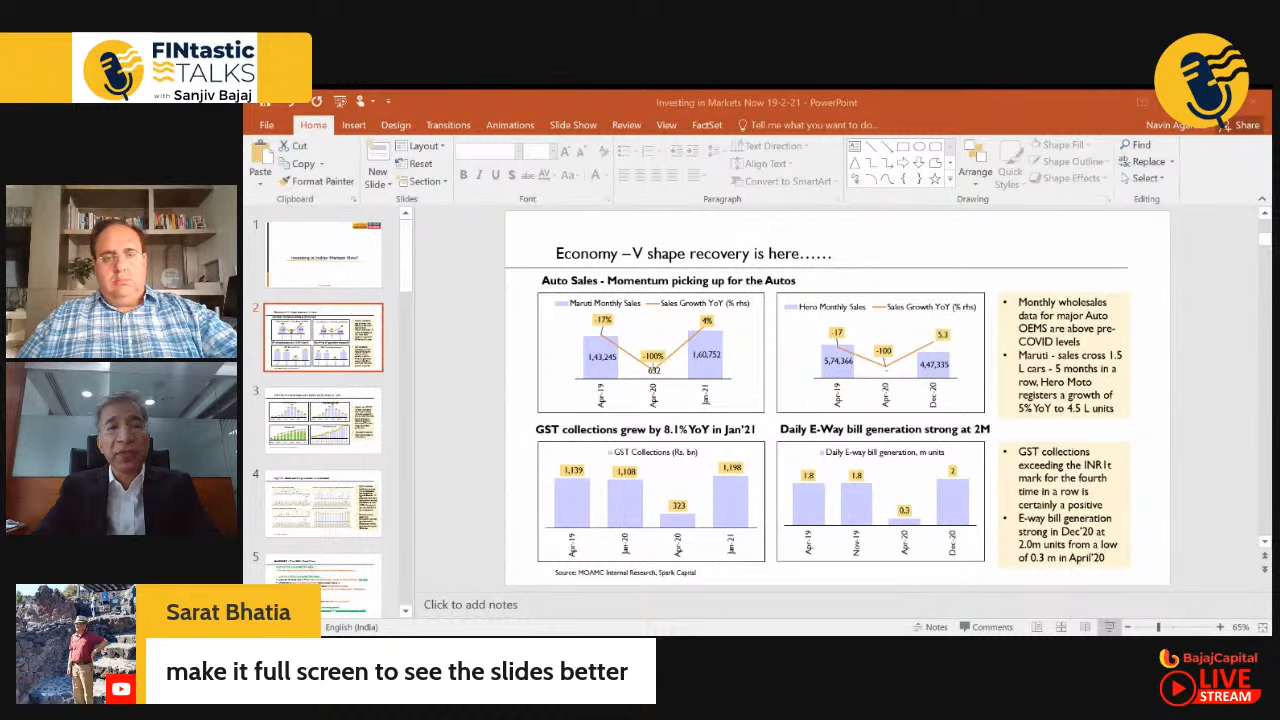 FINtastic
TALKS
with Sanjiv Bajaj
Investing in Markets Now 19-2-21 - PowerPoint
File Home Insert Design Transitions Animations Slide Show Review View FactSet Tell me what you want to do...
Share
Paste
Cut
Copy
Format Painter
Clipboard
New Slide
Layout
Reset
Section
Slides
Font
Text Direction
Align Text
Convert to SmartArt
Paragraph
Arrange
Quick Styles
Shape Fill
Shape Outline
Shape Effects
Drawing
Find
Replace
Select
Editing
1
2
3
4
5
Economy – V shape recovery is here……
Auto Sales - Momentum picking up for the Autos
Maruti Monthly Sales Sales Growth YoY (% rhs)
-17%
-100%
4%
1,43,245
692
1,60,752
Apr-19
Apr-20
Jan-21
Hero Monthly Sales Sales Growth YoY (% rhs)
-17
-100
5.3
5,74,366
4,47,335
Apr-19
Apr-20
Dec-20
• Monthly wholesales
data for major Auto
OEMS are above pre-
COVID levels
• Maruti - sales cross 1.5
L cars - 5 months in a
row, Hero Moto
registers a growth of
5% YoY to 4.5 L units
GST collections grew by 8.1% YoY in Jan'21
GST Collections (Rs. bn)
1,139
1,108
323
1,198
Apr-19
Jan-20
Apr-20
Jan-21
Daily E-Way bill generation strong at 2M
Daily E-way bill generation, m units
1.8
1.8
0.3
2
Apr-19
Nov-19
Apr-20
Dec-20
• GST collections
exceeding the INR1t
mark for the fourth
time in a row is
certainly a positive
• E-way bill generation
strong in Dec'20 at
2.0m units from a low
of 0.3 m in April'20
Source: MOAMC Internal Research, Spark Capital
Click to add notes
English (India)
Notes Comments 65%
Sarat Bhatia
make it full screen to see the slides better
BajajCapital
LIVE
STREAM